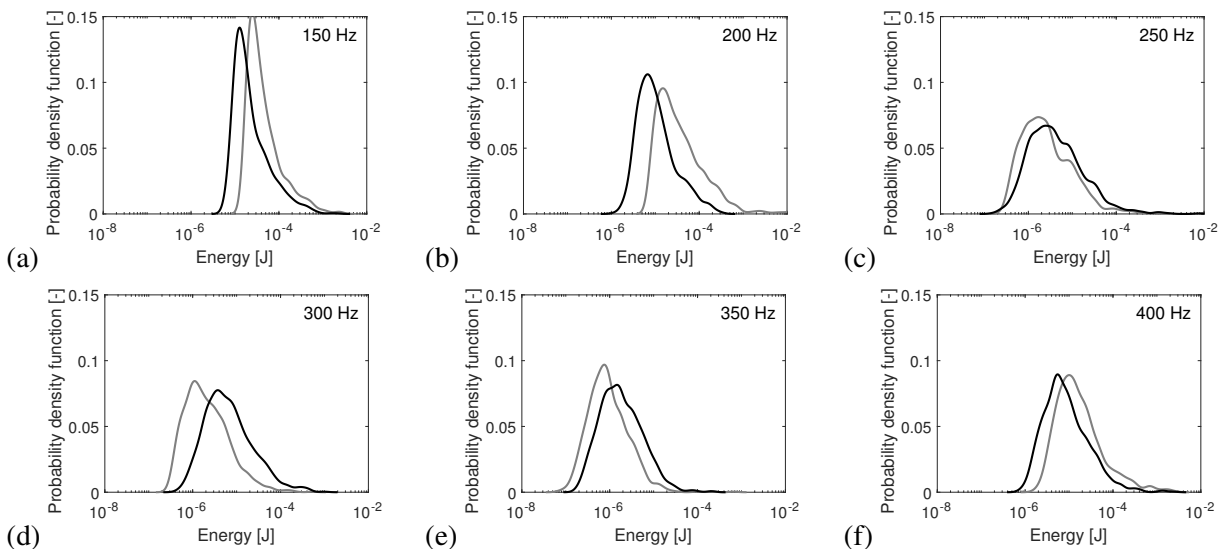 Probability density function [-]
0.15
0.1
0.05
0
150 Hz
10-8
10-6
10-4
10-2
Energy [J]
(a)
Probability density function [-]
0.15
0.1
0.05
0
200 Hz
10-8
10-6
10-4
10-2
Energy [J]
(b)
Probability density function [-]
0.15
0.1
0.05
0
250 Hz
10-8
10-6
10-4
10-2
Energy [J]
(c)
Probability density function [-]
0.15
0.1
0.05
0
300 Hz
10-8
10-6
10-4
10-2
Energy [J]
(d)
Probability density function [-]
0.15
0.1
0.05
0
350 Hz
10-8
10-6
10-4
10-2
Energy [J]
(e)
Probability density function [-]
0.15
0.1
0.05
0
400 Hz
10-8
10-6
10-4
10-2
Energy [J]
(f)